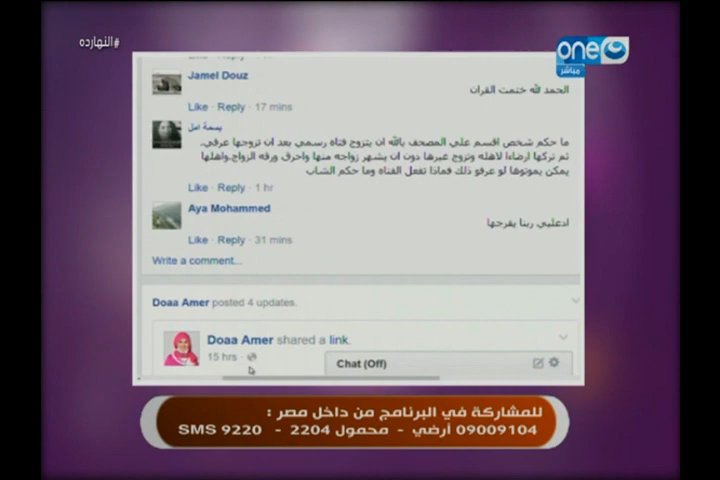 #النهارده
one
مباشر
Jamel Douz
الحمد لله ختمت القران
Like · Reply · 17 mins
بسمة امل
ما حكم شخص اقسم علي المصحف بالله ان يتزوج فتاه رسمي بعد ان تزوجها عرفي.
ثم تركها ارضاءا لاهله وتزوج غيرها دون ان يشهر زواجه منها واحرق ورقه الزواج.واهلها
يمكن يموتوها لو عرفو ذلك فماذا تفعل الفتاه وما حكم الشاب
Like · Reply · 1 hr
Aya Mohammed
ادعليي ربنا يفرجها
Like · Reply · 31 mins
Write a comment...
Doaa Amer posted 4 updates.
Doaa Amer shared a link.
15 hrs ·
Chat (Off)
للمشاركة في البرنامج من داخل مصر :
09009104 أرضي - محمول 2204 - SMS 9220